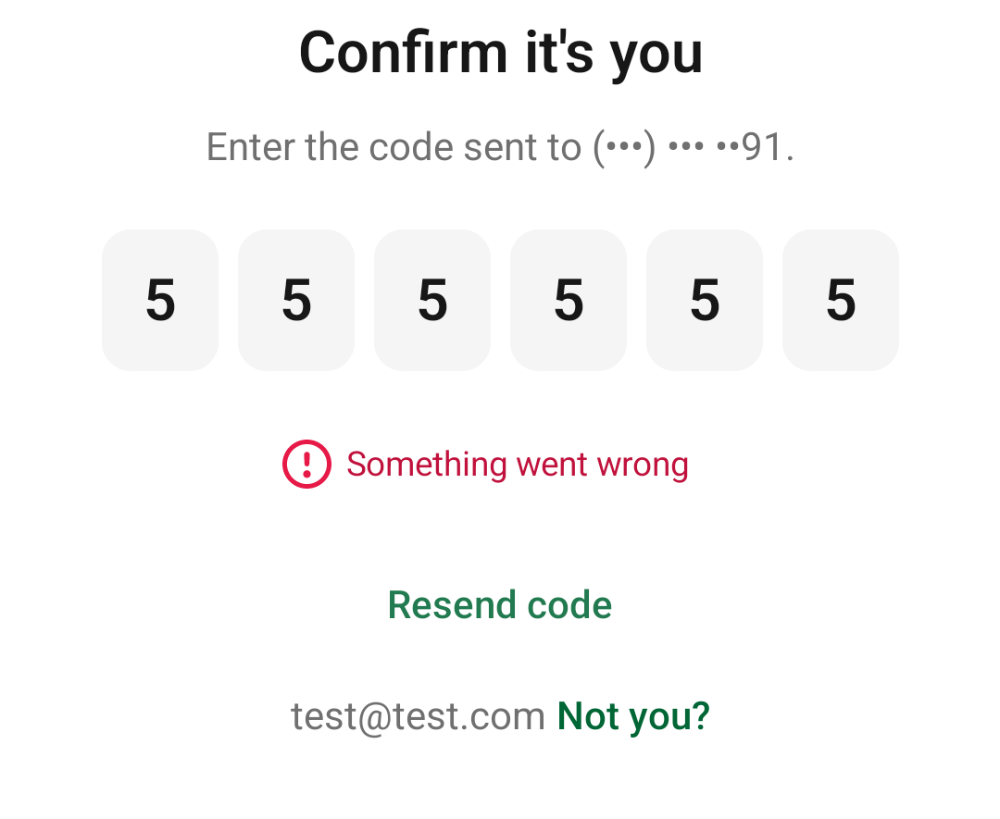 Confirm it's you
Enter the code sent to (•••) ••• ••91.
5 5 5 5 5 5
Something went wrong
Resend code
test@test.com Not you?